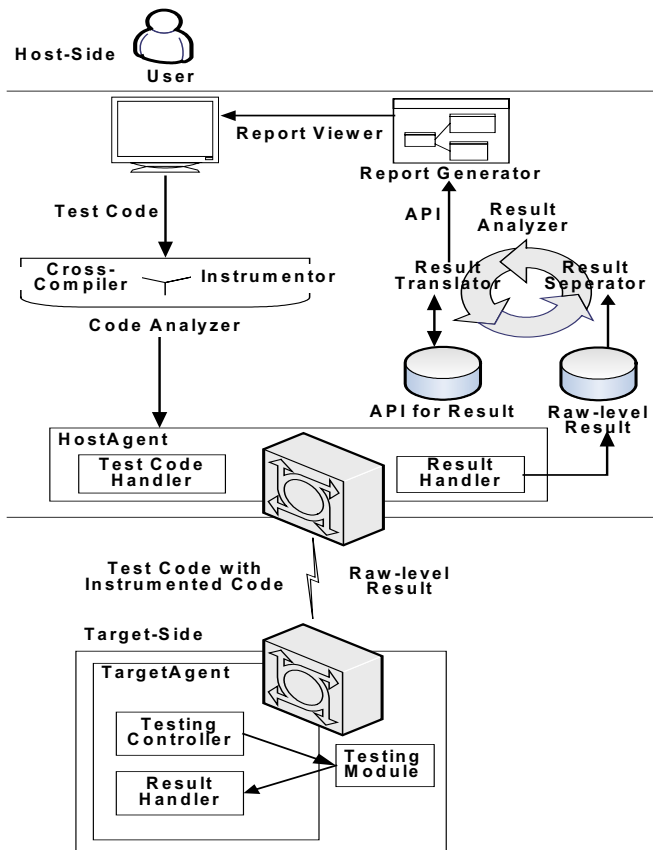 Host-Side
User
Report Viewer
Report Generator
Test Code
API
Result
Analyzer
Cross-
Compiler
Instrumentor
Result
Translator
Result
Seperator
Code Analyzer
API for Result
Raw-level
Result
HostAgent
Test Code
Handler
Result
Handler
Test Code with
Instrumented Code
Raw-level
Result
Target-Side
TargetAgent
Testing
Controller
Testing
Module
Result
Handler